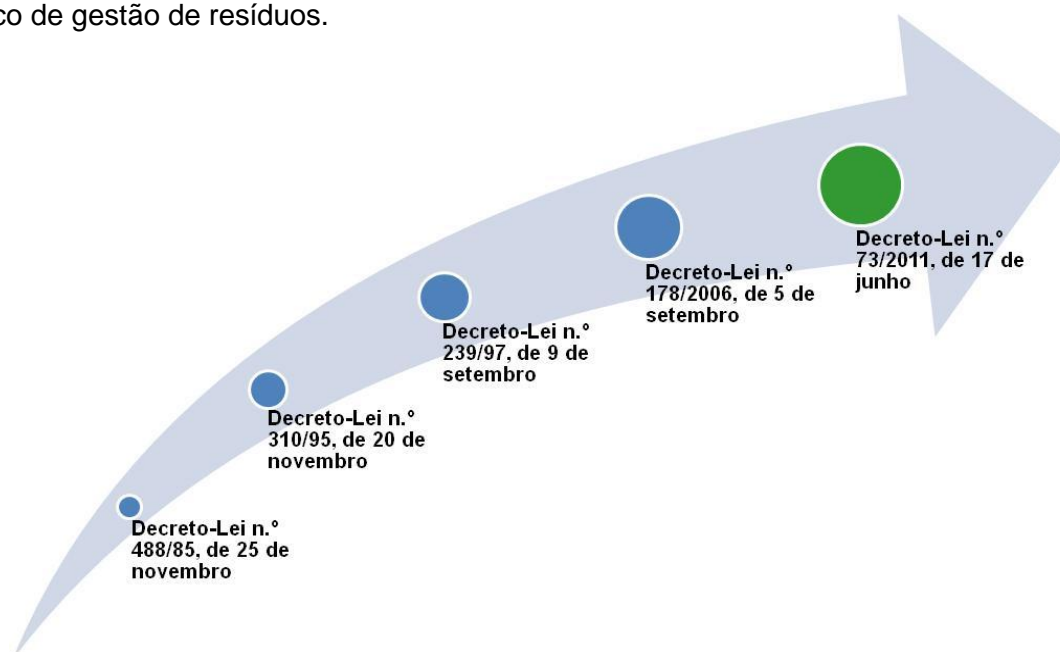 de gestão de resíduos.
Decreto-Lei n.º
73/2011, de 17 de
junho
Decreto-Lei n.º
178/2006, de 5 de
setembro
Decreto-Lei n.º
239/97, de 9 de
setembro
Decreto-Lei n.º
310/95, de 20 de
novembro
Decreto-Lei n.º
488/85, de 25 de
novembro